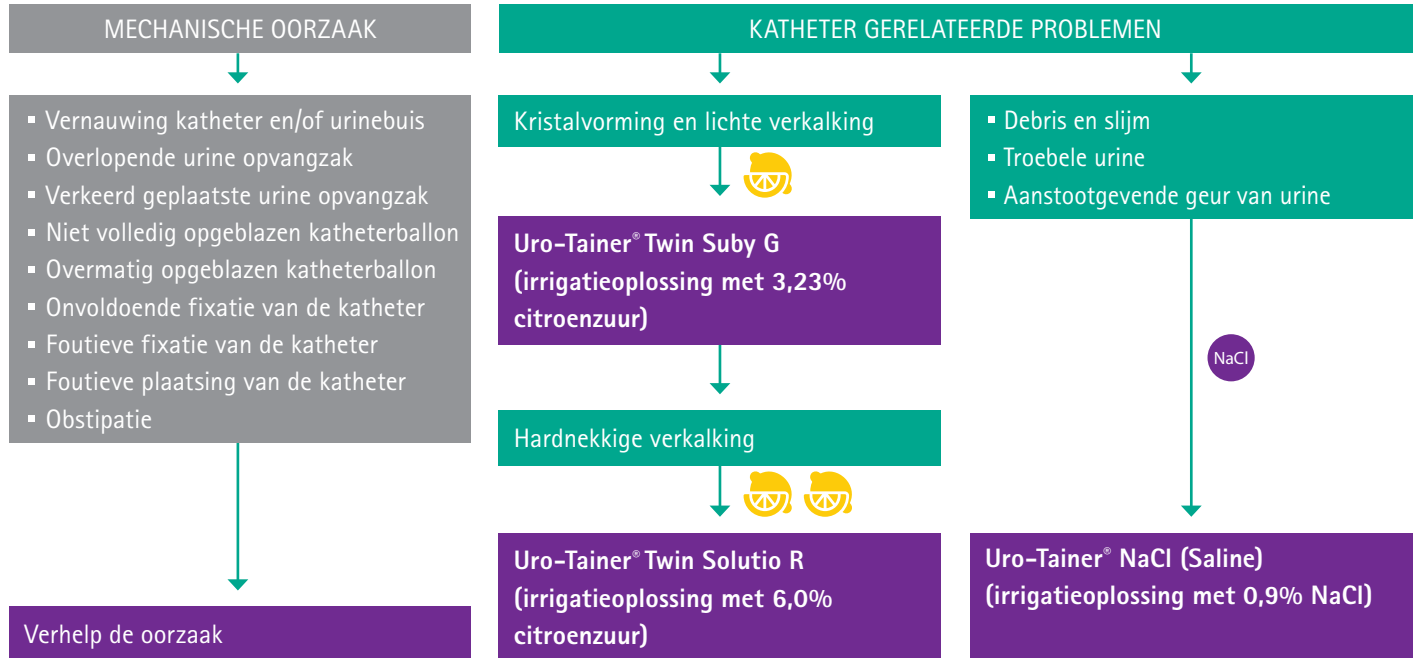 MECHANISCHE OORZAAK
▪ Vernauwing katheter en/of urinebuis
▪ Overlopende urine opvangzak
▪ Verkeerd geplaatste urine opvangzak
▪ Niet volledig opgeblazen katheterballon
▪ Overmatig opgeblazen katheterballon
▪ Onvoldoende fixatie van de katheter
▪ Foutieve fixatie van de katheter
▪ Foutieve plaatsing van de katheter
▪ Obstipatie
Verhelp de oorzaak
KATHETER GERELATEERDE PROBLEMEN
Kristalvorming en lichte verkalking
Uro-Tainer® Twin Suby G
(irrigatieoplossing met 3,23%
citroenzuur)
Hardnekkige verkalking
Uro-Tainer® Twin Solutio R
(irrigatieoplossing met 6,0%
citroenzuur)
▪ Debris en slijm
▪ Troebele urine
▪ Aanstootgevende geur van urine
NaCl
Uro-Tainer® NaCl (Saline)
(irrigatieoplossing met 0,9% NaCl)